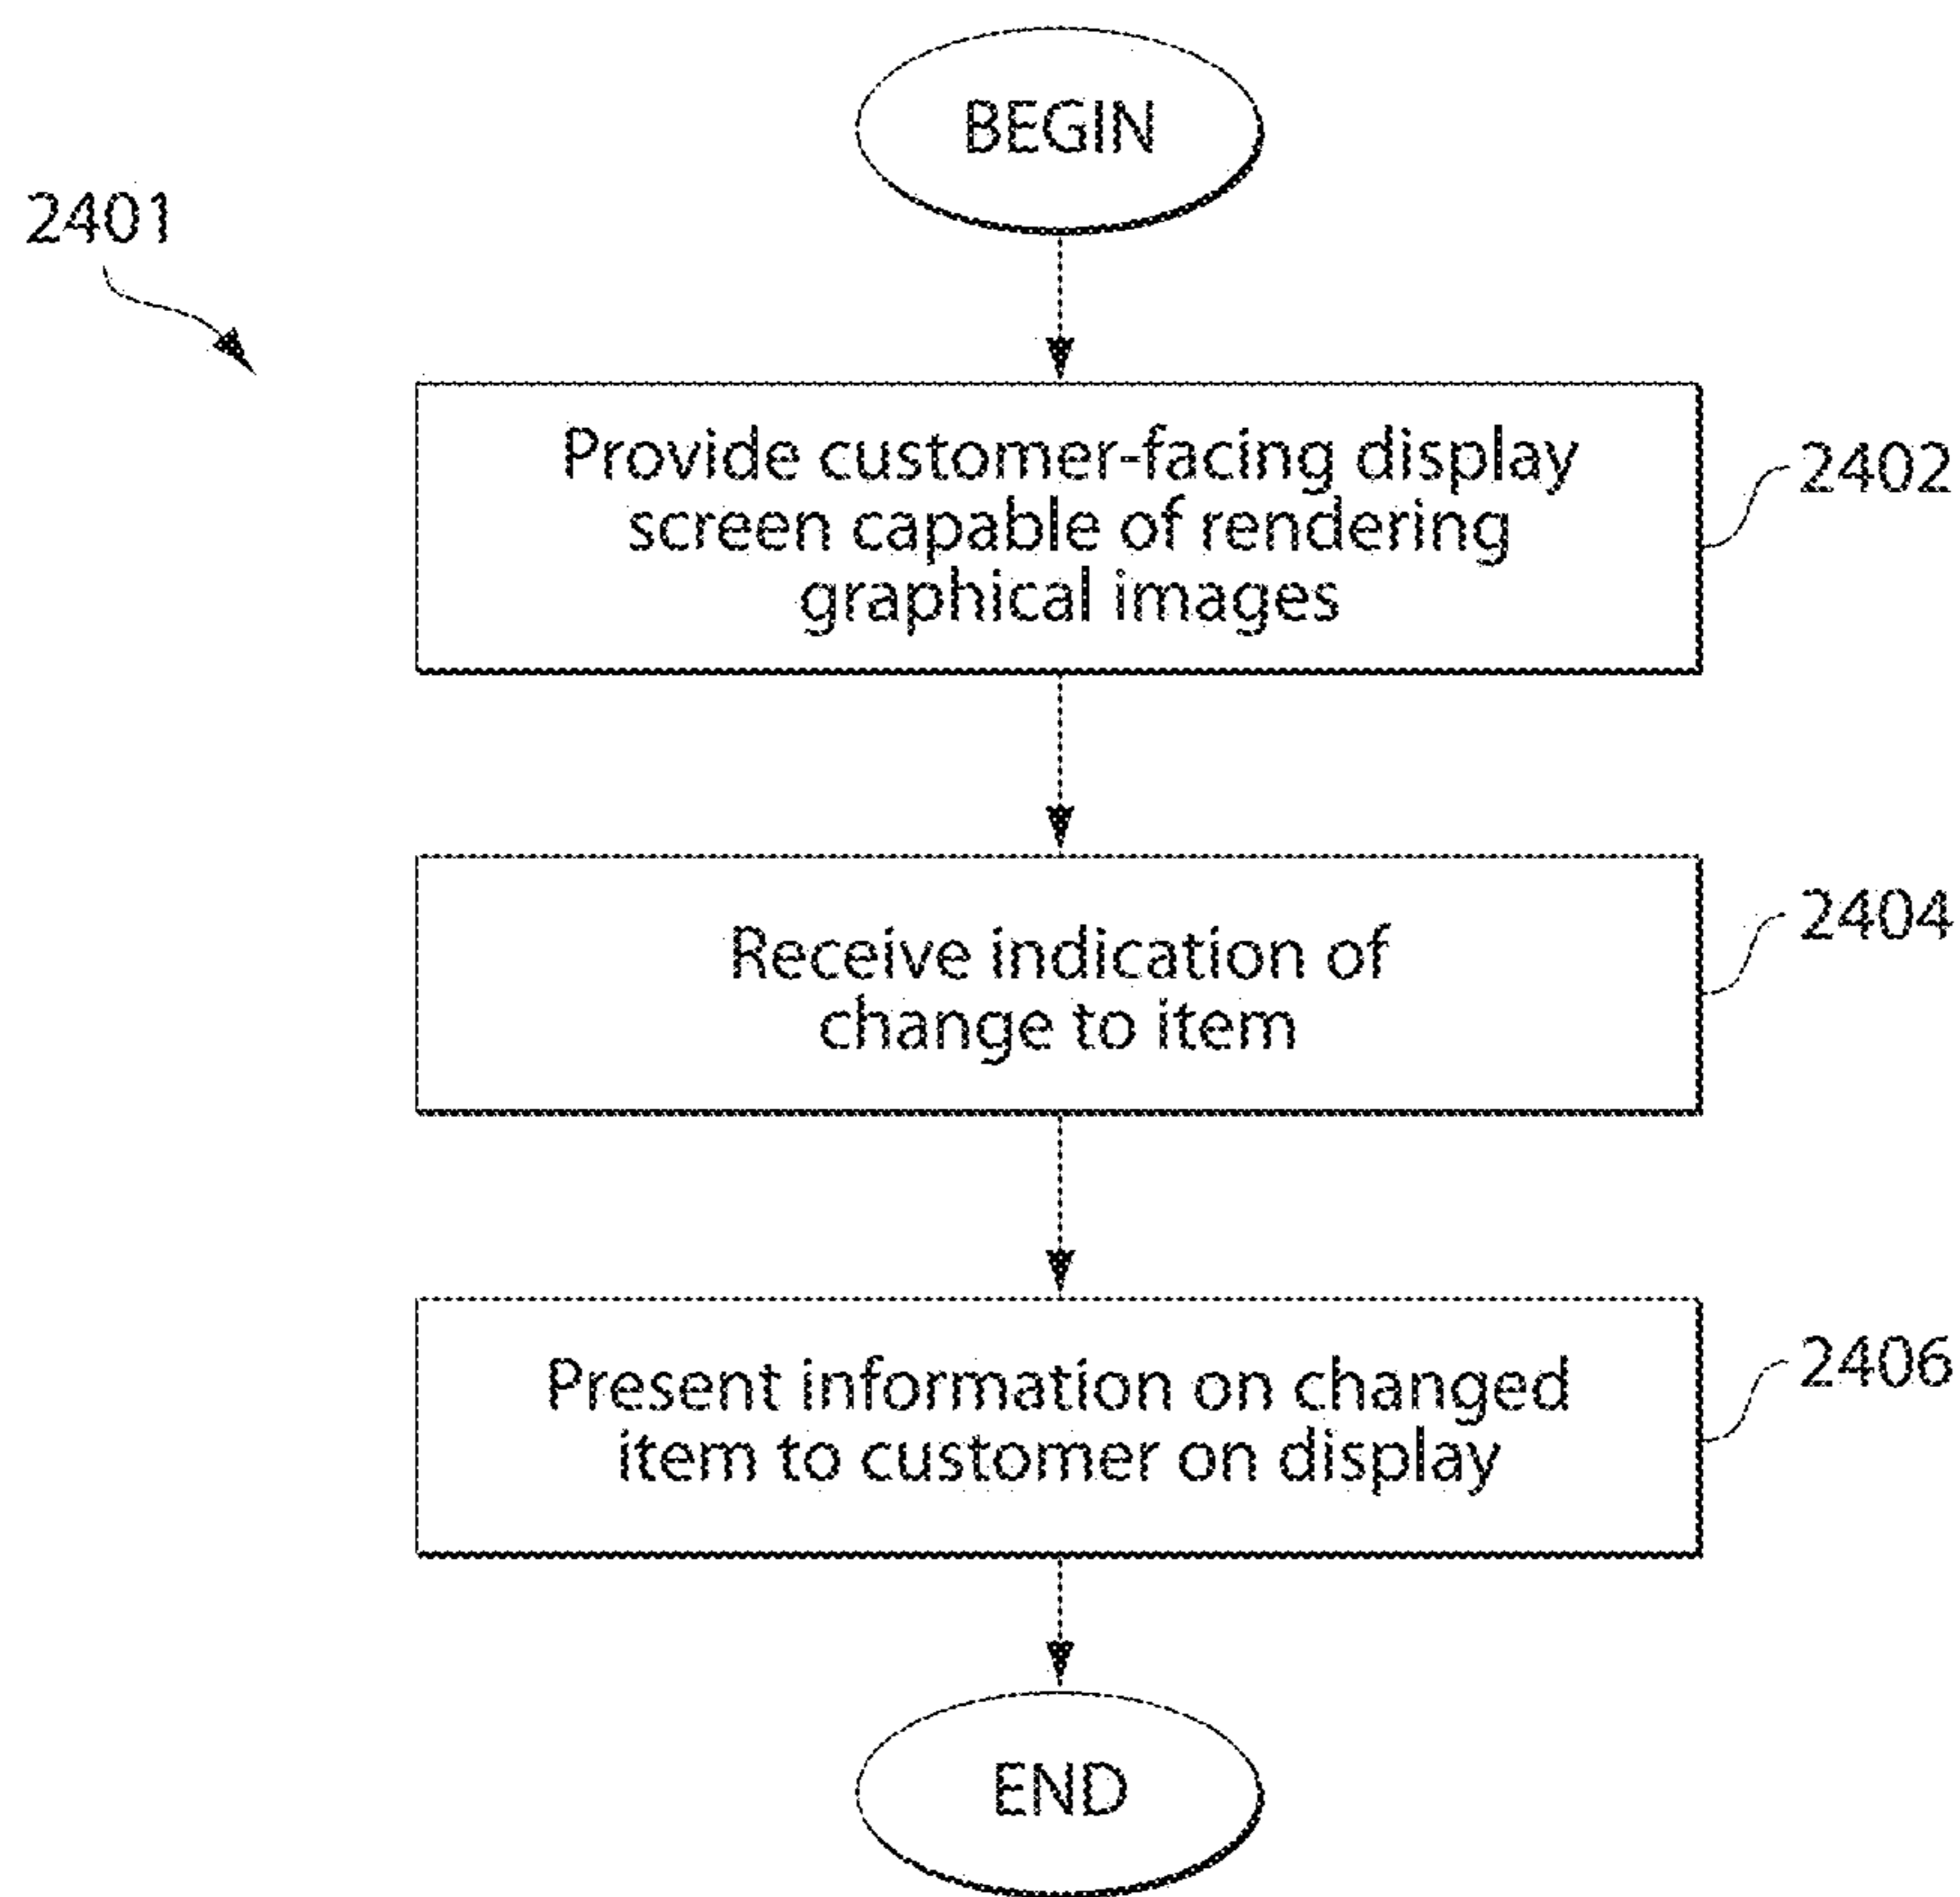 BEGIN
2401
Provide customer-facing display
screen capable of rendering
graphical images
2402
Receive indication of
change to item
2404
Present information on changed
item to customer on display
2406
END